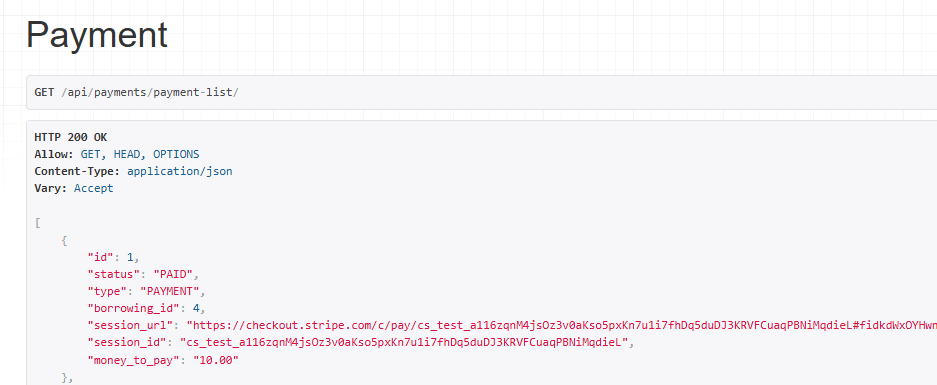 Payment
GET /api/payments/payment-list/
HTTP 200 OK
Allow: GET, HEAD, OPTIONS
Content-Type: application/json
Vary: Accept
[
{
"id": 1,
"status": "PAID",
"type": "PAYMENT",
"borrowing_id": 4,
"session_url": "https://checkout.stripe.com/c/pay/cs_test_a116zqnM4jsOz3v0aKso5pxKn7u1i7fhDq5duDJ3KRVFCuaqPBNiMqdieL#fidkdWxOYHwn
"session_id": "cs_test_a116zqnM4jsOz3v0aKso5pxKn7u1i7fhDq5duDJ3KRVFCuaqPBNiMqdieL",
"money_to_pay": "10.00"
},